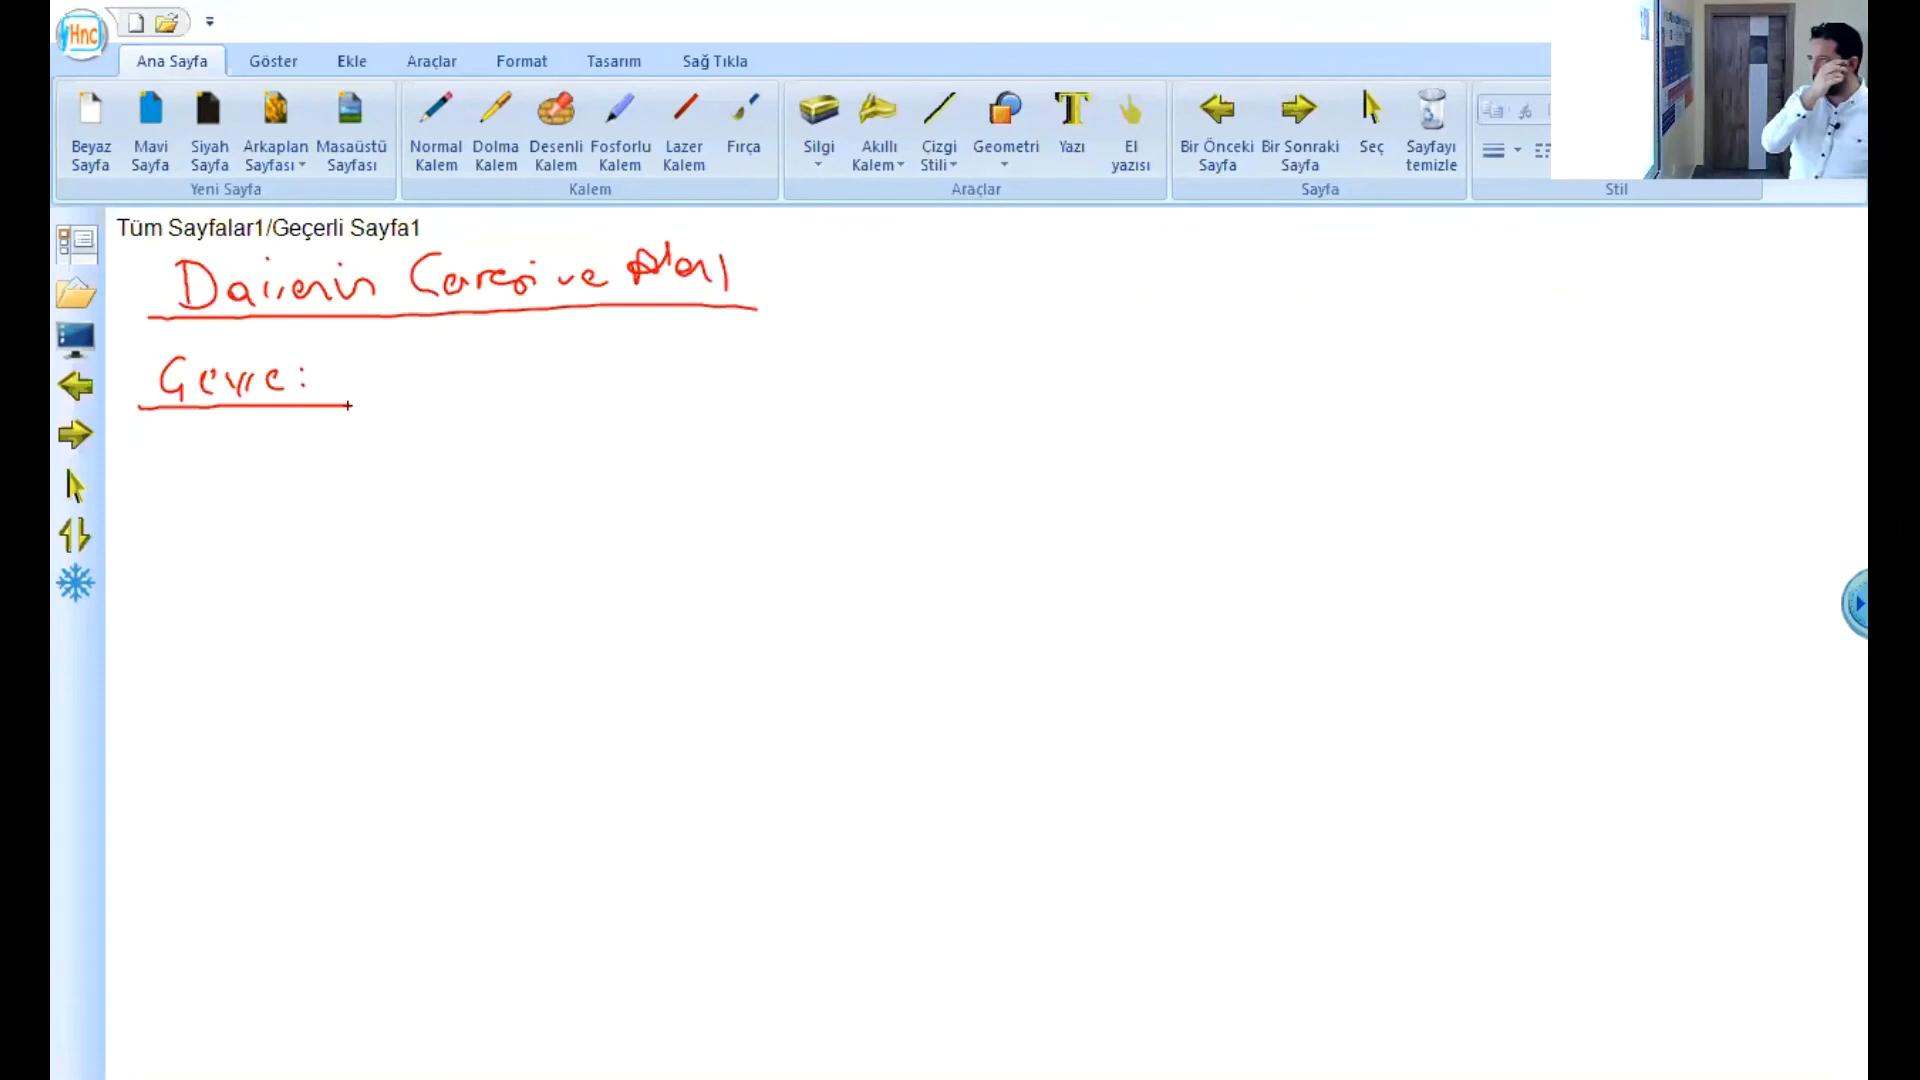 Hnc
Ana Sayfa Göster Ekle Araçlar Format Tasarım Sağ Tıkla
Beyaz Sayfa Mavi Sayfa Siyah Sayfa Arkaplan Sayfası Masaüstü Sayfası
Normal Kalem Dolma Kalem Desenli Kalem Fosforlu Kalem Lazer Kalem Fırça
Silgi Akıllı Kalem Çizgi Stili Geometri Yazı El yazısı
Bir Önceki Sayfa Bir Sonraki Sayfa Seç Sayfayı temizle
Yeni Sayfa Kalem Araçlar Sayfa Stil
Tüm Sayfalar1/Geçerli Sayfa1
Dairenin Çevresi ve Alanı
Çevre: